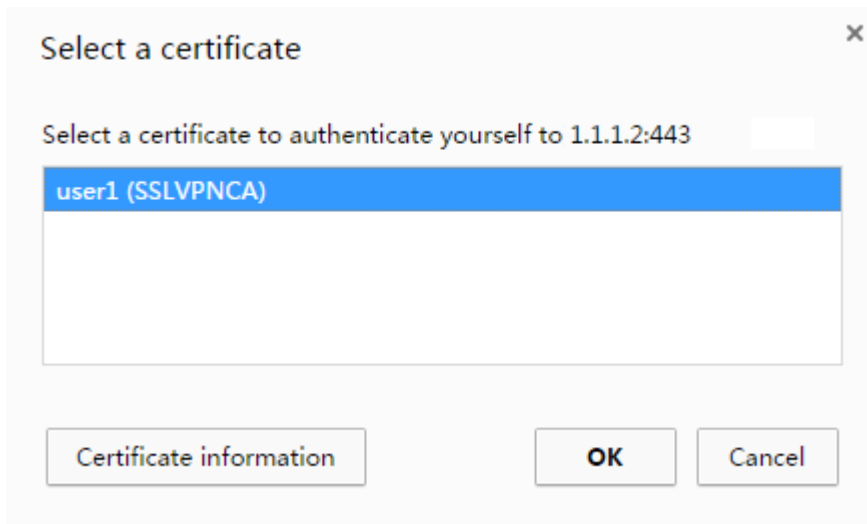 Select a certificate
Select a certificate to authenticate yourself to 1.1.1.2:443
user1 (SSLVPNCA)
Certificate information
OK
Cancel